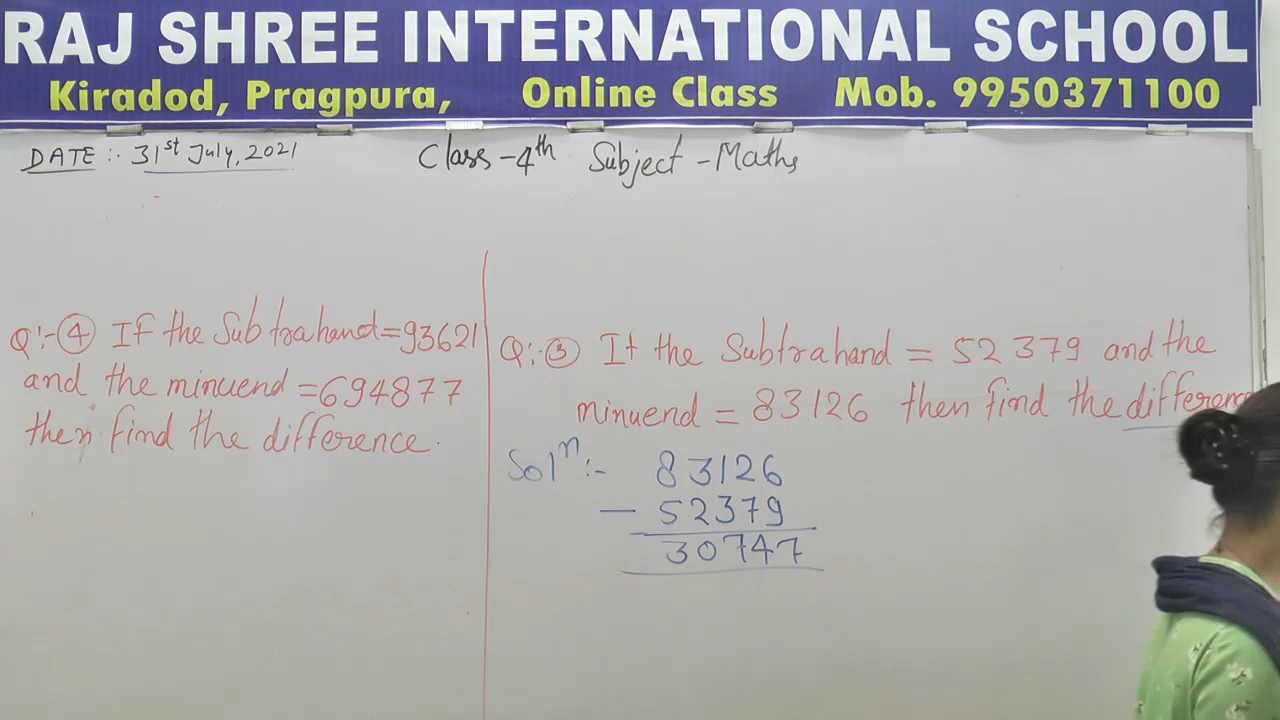 RAJ SHREE INTERNATIONAL SCHOOL
Kiradod, Pragpura, Online Class Mob. 9950371100
DATE :- 31st July, 2021 Class-4th Subject-Maths
Q:-④ If the Subtrahand=93621
and the minuend=694877
then find the difference.
Q:-③ If the Subtrahand = 52379 and the
minuend = 83126 then find the difference
Solⁿ:- 83126
- 52379
30747